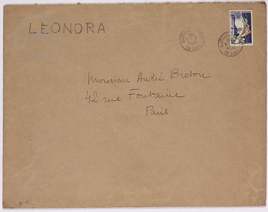 LEONORA
Monsieur André Breton
42 rue Fontaine
Paris